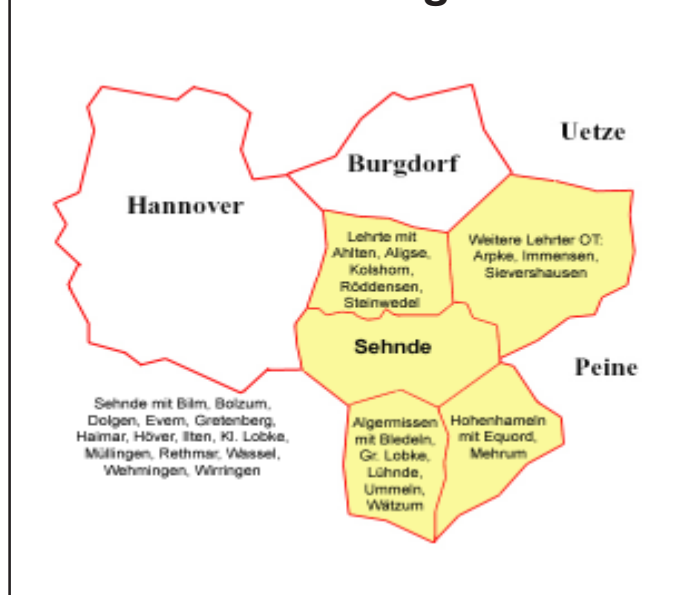 g
Uetze
Burgdorf
Hannover
Lehrte mit
Ahlten, Aligse,
Kolshorn,
Röddensen,
Steinwedel
Weitere Lehrter OT:
Arpke, Immensen,
Sievershausen
Sehnde
Peine
Sehnde mit Bilm, Bolzum,
Dolgen, Evern, Gretenberg,
Haimar, Höver, Ilten, Kl. Lobke,
Müllingen, Rethmar, Wassel,
Wehmingen, Wirringen
Algermissen
mit Bledeln,
Gr. Lobke,
Lühnde,
Ummeln,
Wätzum
Hohenhameln
mit Equord,
Mehrum